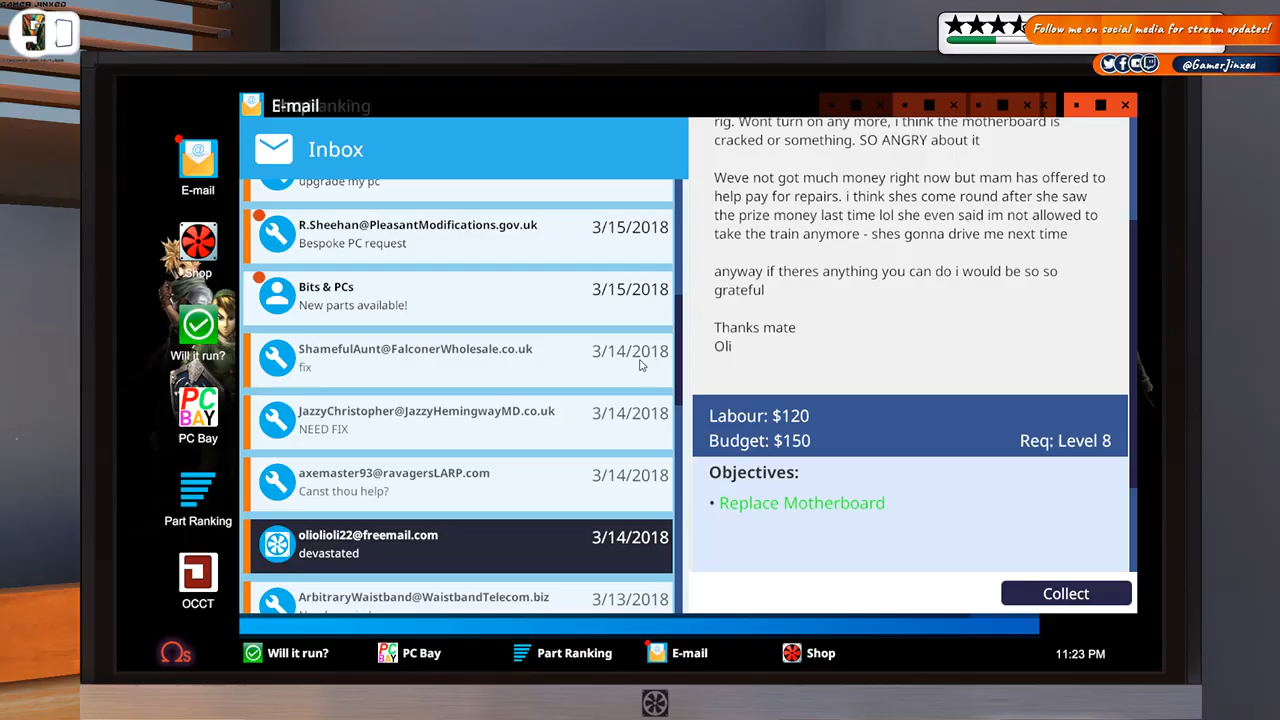 GAMER JINXED
Follow me on social media for stream updates!
@GamerJinxed
E-mail
Inbox
upgrade my pc
R.Sheehan@PleasantModifications.gov.uk
3/15/2018
Bespoke PC request
Bits & PCs
3/15/2018
New parts available!
ShamefulAunt@FalconerWholesale.co.uk
3/14/2018
fix
JazzyChristopher@JazzyHemingwayMD.co.uk
3/14/2018
NEED FIX
axemaster93@ravagersLARP.com
3/14/2018
Canst thou help?
oliolioli22@freemail.com
3/14/2018
devastated
ArbitraryWaistband@WaistbandTelecom.biz
3/13/2018
rig. Wont turn on any more, i think the motherboard is
cracked or something. SO ANGRY about it
Weve not got much money right now but mam has offered to
help pay for repairs. i think shes come round after she saw
the prize money last time lol she even said im not allowed to
take the train anymore - shes gonna drive me next time
anyway if theres anything you can do i would be so so
grateful
Thanks mate
Oli
Labour: $120
Budget: $150
Req: Level 8
Objectives:
• Replace Motherboard
Collect
E-mail
Shop
Will it run?
PC BAY
PC Bay
Part Ranking
OCCT
Ωs
Will it run?
PC BAY
PC Bay
Part Ranking
E-mail
Shop
11:23 PM